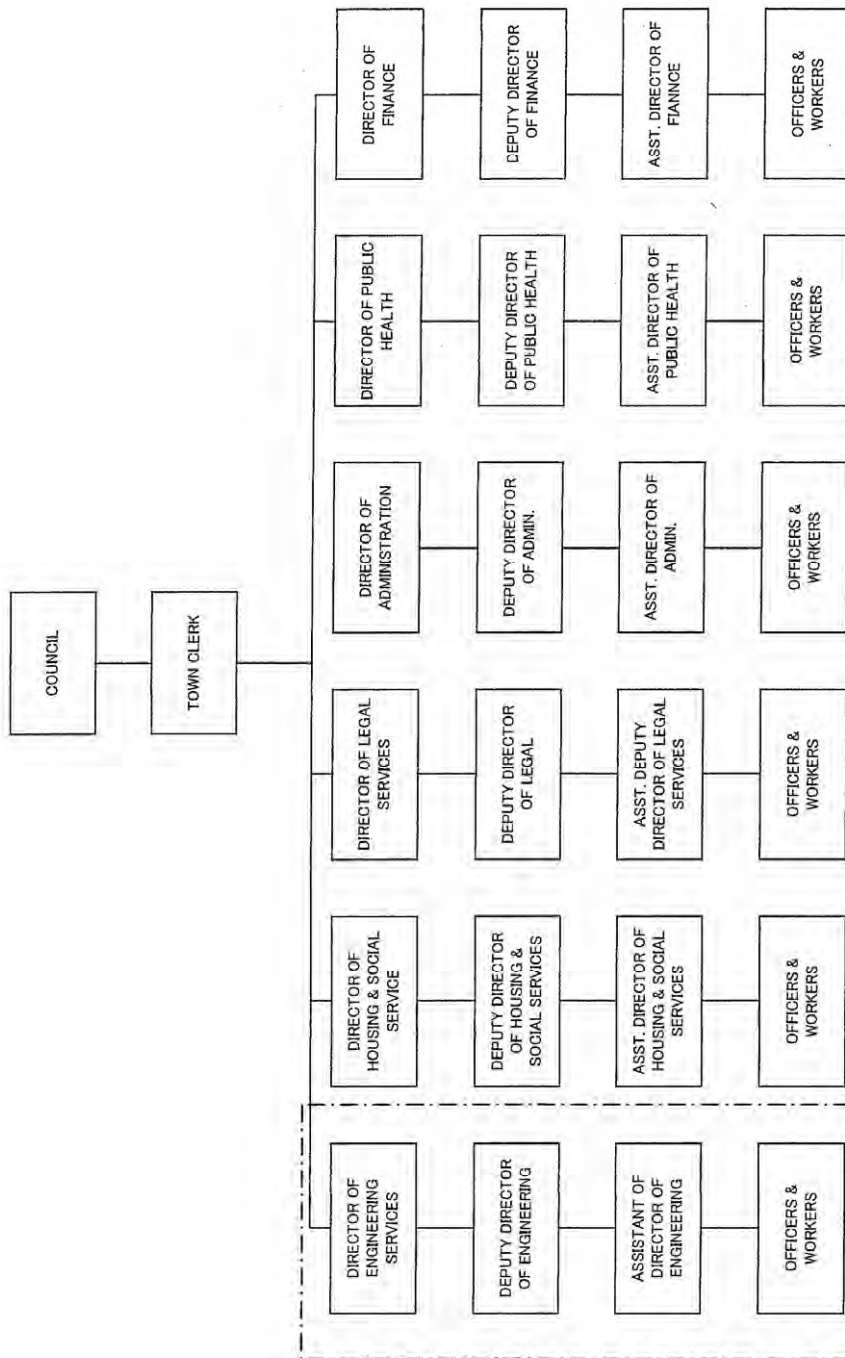 COUNCIL
TOWN CLERK
DIRECTOR OF
ENGINEERING
SERVICES
DIRECTOR OF
HOUSING & SOCIAL
SERVICE
DIRECTOR OF LEGAL
SERVICES
DIRECTOR OF
ADMINISTRATION
DIRECTOR OF PUBLIC
HEALTH
DIRECTOR OF
FINANCE
DEPUTY DIRECTOR
OF ENGINEERING
DEPUTY DIRECTOR
OF HOUSING &
SOCIAL SERVICES
DEPUTY DIRECTOR
OF LEGAL
DEPUTY DIRECTOR
OF ADMIN.
DEPUTY DIRECTOR
OF PUBLIC HEALTH
DEPUTY DIRECTOR
OF FINANCE
ASSISTANT OF
DIRECTOR OF
ENGINEERING
ASST. DIRECTOR OF
HOUSING & SOCIAL
SERVICES
ASST. DEPUTY
DIRECTOR OF LEGAL
SERVICES
ASST. DIRECTOR OF
ADMIN.
ASST. DIRECTOR OF
PUBLIC HEALTH
ASST. DIRECTOR OF
FIANNCE
OFFICERS &
WORKERS
OFFICERS &
WORKERS
OFFICERS &
WORKERS
OFFICERS &
WORKERS
OFFICERS &
WORKERS
OFFICERS &
WORKERS